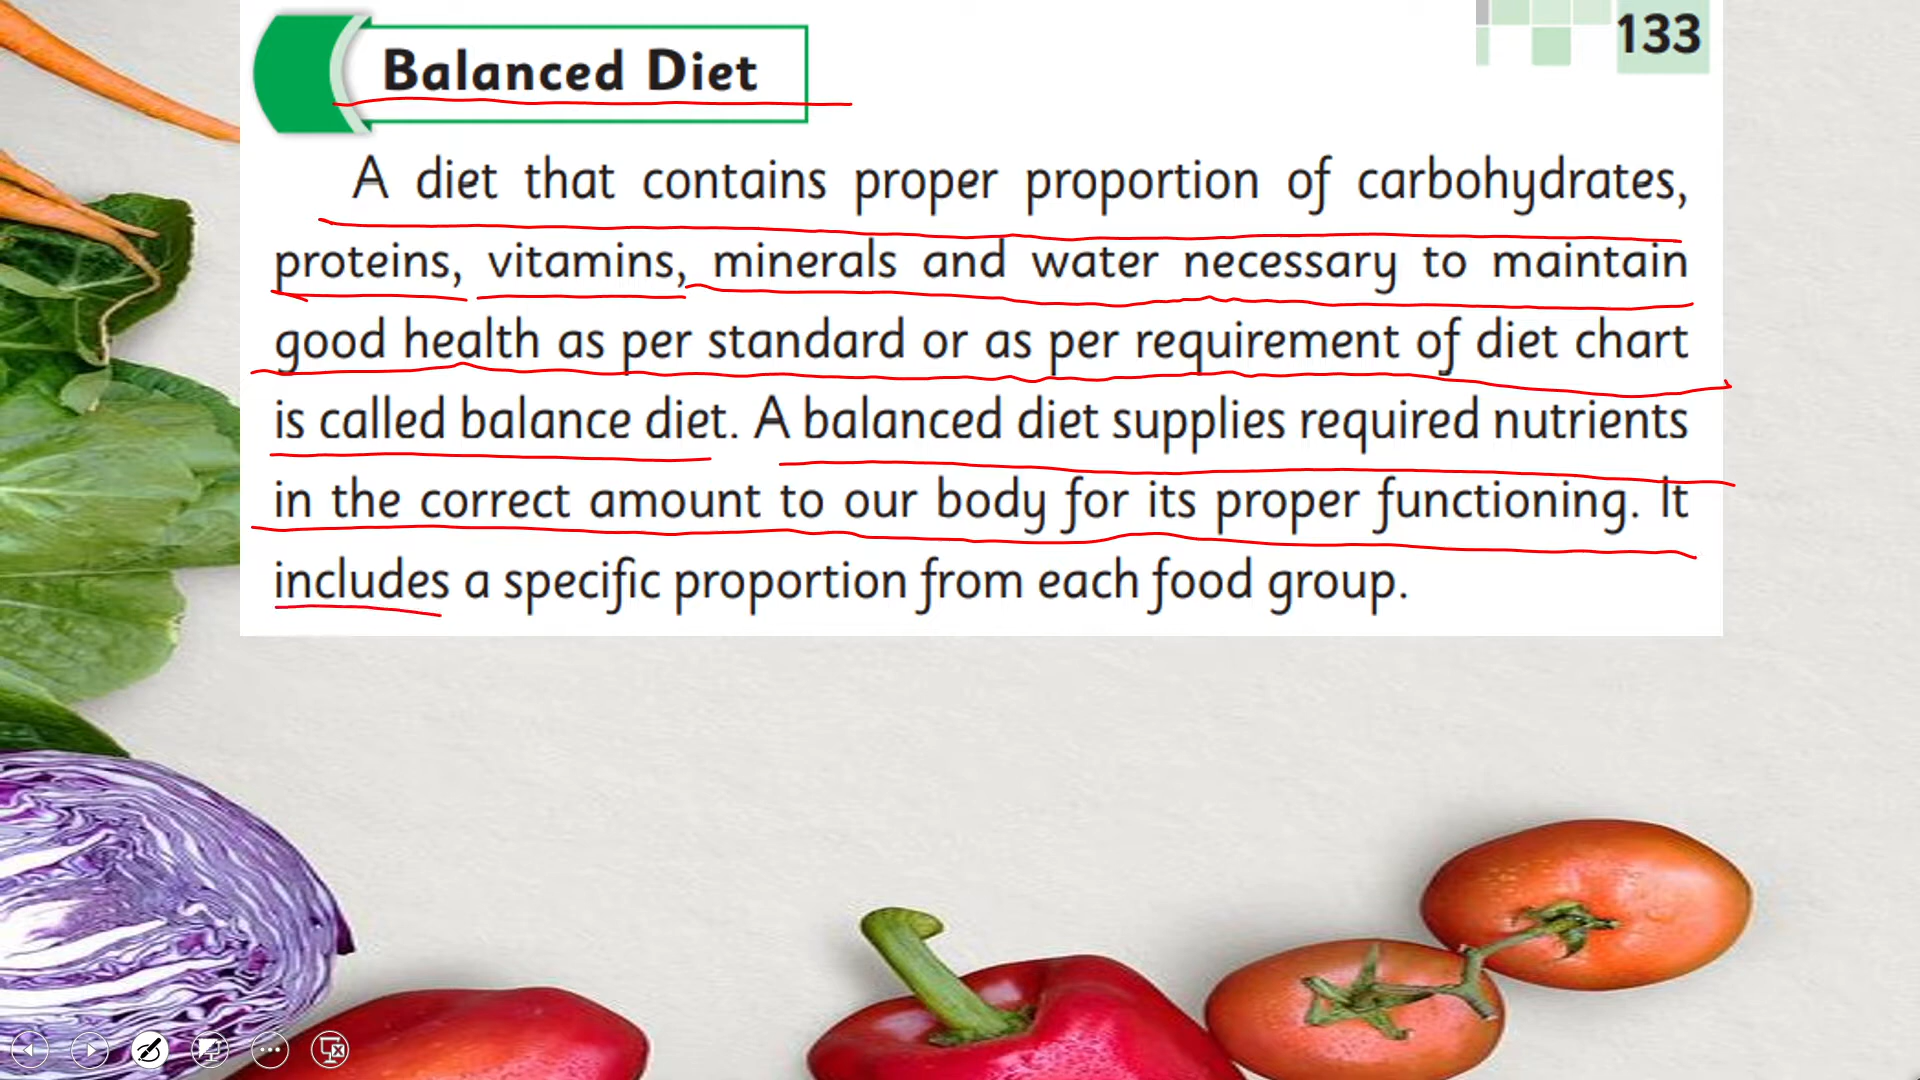 Balanced Diet
133
A diet that contains proper proportion of carbohydrates,
proteins, vitamins, minerals and water necessary to maintain
good health as per standard or as per requirement of diet chart
is called balance diet. A balanced diet supplies required nutrients
in the correct amount to our body for its proper functioning. It
includes a specific proportion from each food group.